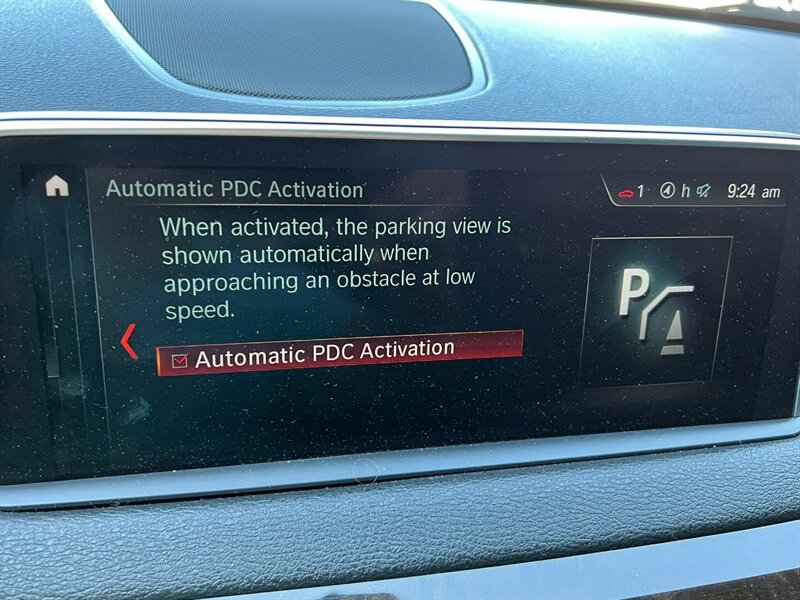 Automatic PDC Activation
1 h 9:24 am
When activated, the parking view is
shown automatically when
approaching an obstacle at low
speed.
Automatic PDC Activation
P